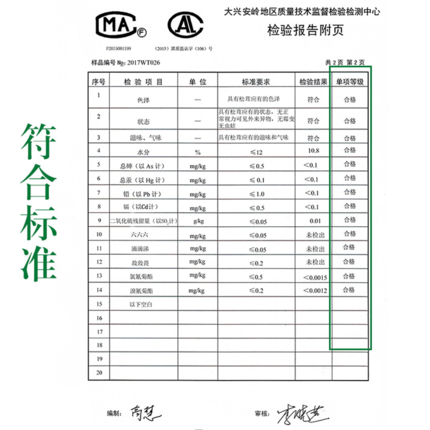 MA F
AL
大兴安岭地区质量技术监督检验检测中心
检验报告附页
(2015)黑质监认字(106)号
样品编号 №: 2017WT026
共 2 页 第 2 页
序号 检 验 项 目 单 位 标准要求 检验结果 单项等级
1 色泽 — 具有松茸应有的色泽 符合 合格
2 状态 — 具有松茸应有的状态,无正常视力可见外来异物,无霉变无虫蛀 符合 合格
3 滋味、气味 — 具有松茸应有的滋味和气味 符合 合格
4 水分 % ≤12 10.8 合格
5 总砷(以 As 计) mg/kg ≤0.5 <0.1 合格
6 总汞(以 Hg 计) mg/kg ≤0.1 <0.1 合格
7 铅(以 Pb 计) mg/kg ≤1.0 <0.1 合格
8 镉(以Cd计) mg/kg ≤0.5 <0.1 合格
9 二氧化硫残留量(以SO₂计) g/kg ≤0.05 0.01 合格
10 六六六 mg/kg ≤0.05 未检出 合格
11 滴滴涕 mg/kg ≤0.05 未检出 合格
12 敌敌畏 mg/kg ≤0.2 未检出 合格
13 氯氰菊酯 mg/kg ≤0.5 <0.0015 合格
14 溴氰菊酯 mg/kg ≤0.2 <0.0012 合格
15 以下空白
16
17
18
19
20
编制:
审核:
符合标准